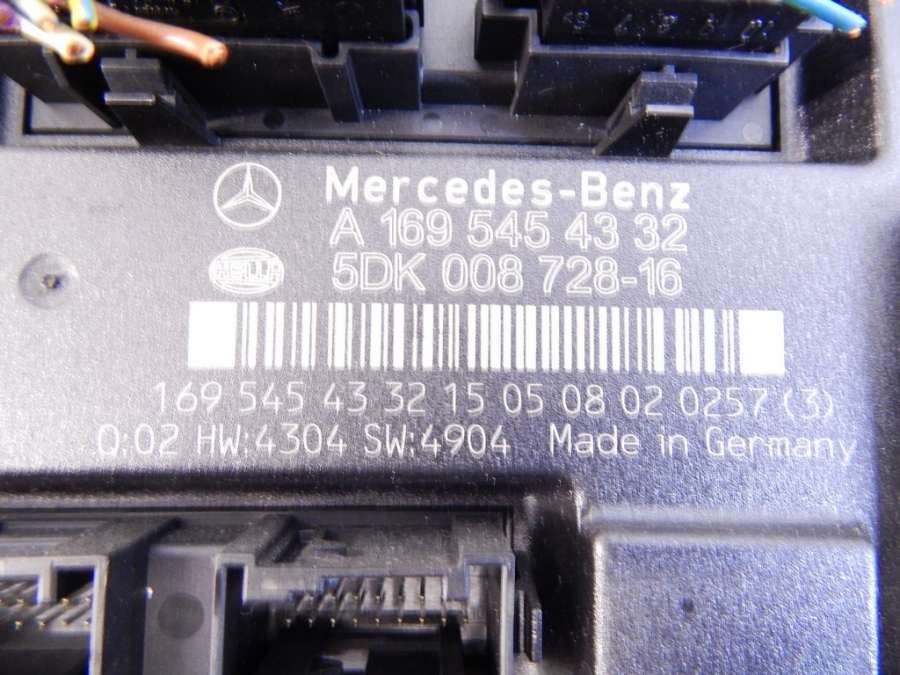 Mercedes-Benz
A 169 545 43 32
HELLA 5DK 008 728-16
169 545 43 32 15 05 08 02 0257 (3)
Q:02 HW:4304 SW:4904 Made in Germany